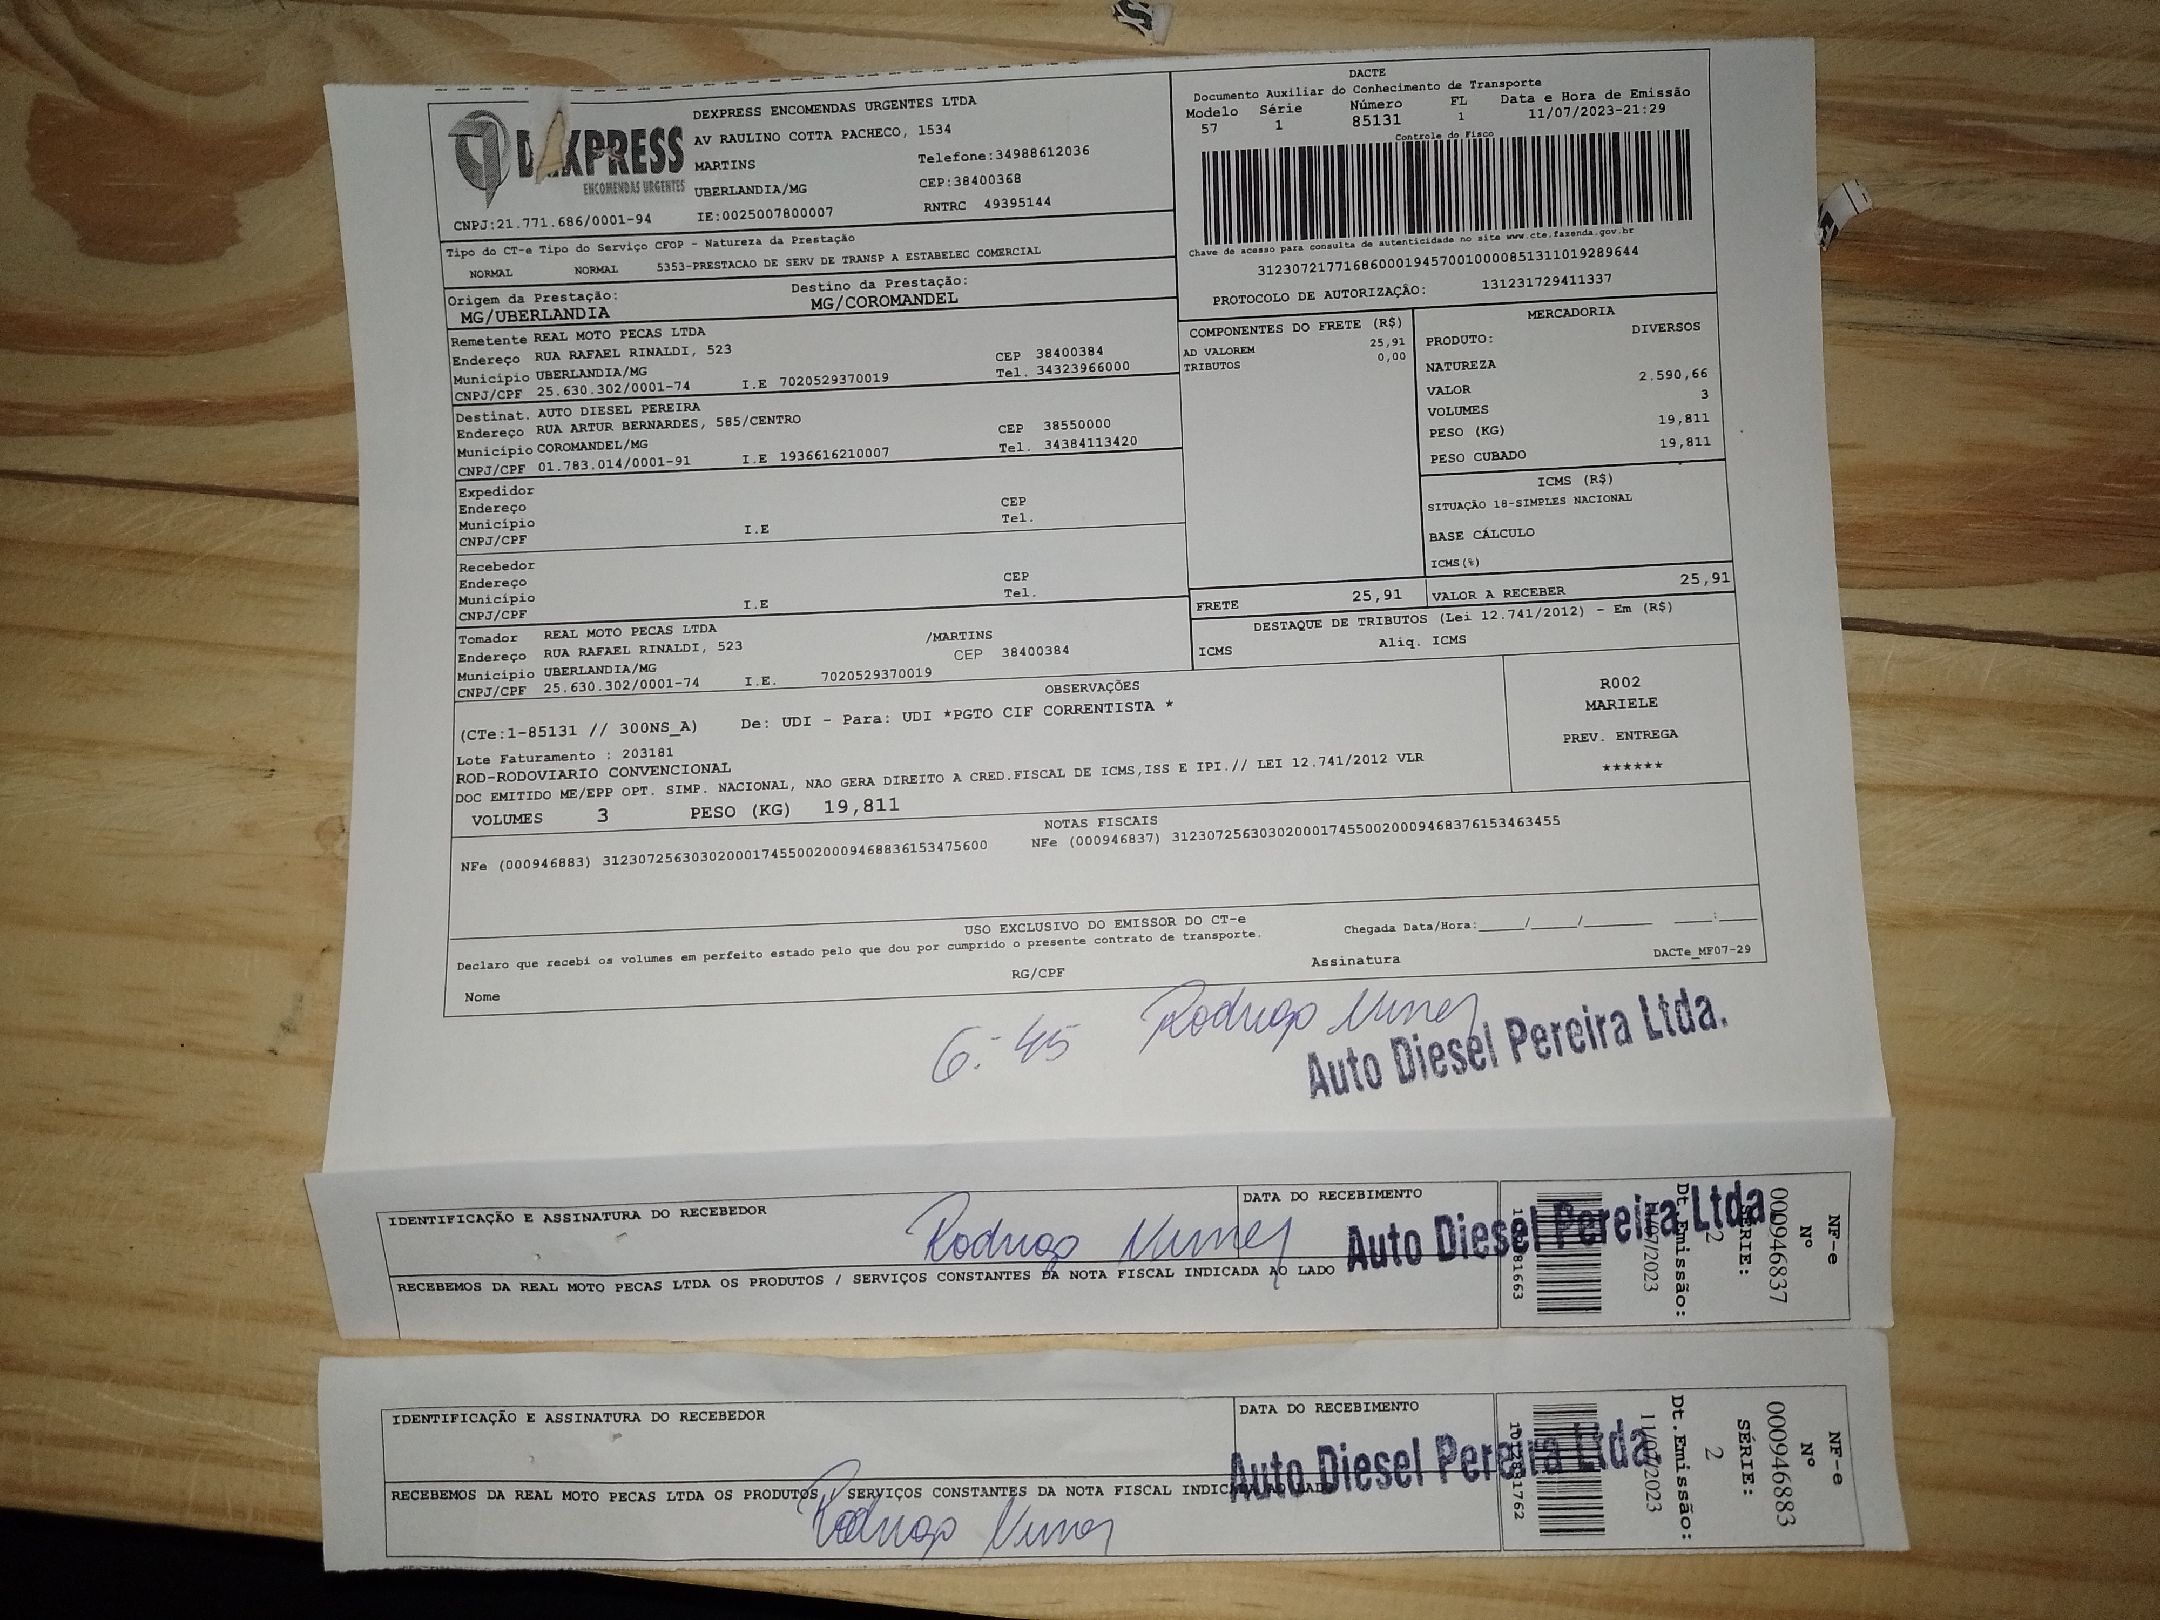 DEXPRESS
ENCOMENDAS URGENTES
DEXPRESS ENCOMENDAS URGENTES LTDA
AV RAULINO COTTA PACHECO, 1534
MARTINS Telefone:34988612036
UBERLANDIA/MG CEP:38400368
CNPJ:21.771.686/0001-94 IE:0025007800007 RNTRC 49395144
DACTE
Documento Auxiliar do Conhecimento de Transporte
Modelo Série Número FL Data e Hora de Emissão
57 1 85131 1 11/07/2023-21:29
Controle do Fisco
Chave de acesso para consulta de autenticidade no site www.cte.fazenda.gov.br
31230721771686000194570010000851311019289644
PROTOCOLO DE AUTORIZAÇÃO: 131231729411337
Tipo do CT-e Tipo do Serviço CFOP - Natureza da Prestação
NORMAL NORMAL 5353-PRESTACAO DE SERV DE TRANSP A ESTABELEC COMERCIAL
Origem da Prestação: Destino da Prestação:
MG/UBERLANDIA MG/COROMANDEL
Remetente REAL MOTO PECAS LTDA
Endereço RUA RAFAEL RINALDI, 523 CEP 38400384
Município UBERLANDIA/MG Tel. 34323966000
CNPJ/CPF 25.630.302/0001-74 I.E 7020529370019
Destinat. AUTO DIESEL PEREIRA
Endereço RUA ARTUR BERNARDES, 585/CENTRO CEP 38550000
Município COROMANDEL/MG Tel. 34384113420
CNPJ/CPF 01.783.014/0001-91 I.E 1936616210007
Expedidor
Endereço CEP
Município Tel.
CNPJ/CPF I.E
Recebedor
Endereço CEP
Município Tel.
CNPJ/CPF I.E
Tomador REAL MOTO PECAS LTDA
Endereço RUA RAFAEL RINALDI, 523 /MARTINS
Município UBERLANDIA/MG CEP 38400384
CNPJ/CPF 25.630.302/0001-74 I.E. 7020529370019
COMPONENTES DO FRETE (R$)
AD VALOREM 25,91
TRIBUTOS 0,00
MERCADORIA
PRODUTO: DIVERSOS
NATUREZA
VALOR 2.590,66
VOLUMES 3
PESO (KG) 19,811
PESO CUBADO 19,811
ICMS (R$)
SITUAÇÃO 18-SIMPLES NACIONAL
BASE CÁLCULO
ICMS(%)
FRETE 25,91 VALOR A RECEBER 25,91
DESTAQUE DE TRIBUTOS (Lei 12.741/2012) - Em (R$)
ICMS Aliq. ICMS
OBSERVAÇÕES
(CTe:1-85131 // 300NS_A) De: UDI - Para: UDI *PGTO CIF CORRENTISTA *
Lote Faturamento : 203181
ROD-RODOVIARIO CONVENCIONAL
DOC EMITIDO ME/EPP OPT. SIMP. NACIONAL, NAO GERA DIREITO A CRED.FISCAL DE ICMS,ISS E IPI.// LEI 12.741/2012 VLR
VOLUMES 3 PESO (KG) 19,811
R002
MARIELE
PREV. ENTREGA
******
NOTAS FISCAIS
NFe (000946883) 31230725630302000174550020009468836153475600 NFe (000946837) 31230725630302000174550020009468376153463455
USO EXCLUSIVO DO EMISSOR DO CT-e
Declaro que recebi os volumes em perfeito estado pelo que dou por cumprido o presente contrato de transporte. Chegada Data/Hora:_____/_____/________ ____:____
Nome RG/CPF Assinatura DACTe_MF07-29
6:45 Rodrigo Nunes
Auto Diesel Pereira Ltda.
IDENTIFICAÇÃO E ASSINATURA DO RECEBEDOR DATA DO RECEBIMENTO
Rodrigo Nunes
Auto Diesel Pereira Ltda.
RECEBEMOS DA REAL MOTO PECAS LTDA OS PRODUTOS / SERVIÇOS CONSTANTES DA NOTA FISCAL INDICADA AO LADO
NF-e
Nº
000946837
SÉRIE:
2
Dt.Emissão:
11/07/2023
IDENTIFICAÇÃO E ASSINATURA DO RECEBEDOR DATA DO RECEBIMENTO
Auto Diesel Pereira Ltda.
RECEBEMOS DA REAL MOTO PECAS LTDA OS PRODUTOS / SERVIÇOS CONSTANTES DA NOTA FISCAL INDICADA AO LADO
Rodrigo Nunes
NF-e
Nº
000946883
SÉRIE:
2
Dt.Emissão:
11/07/2023